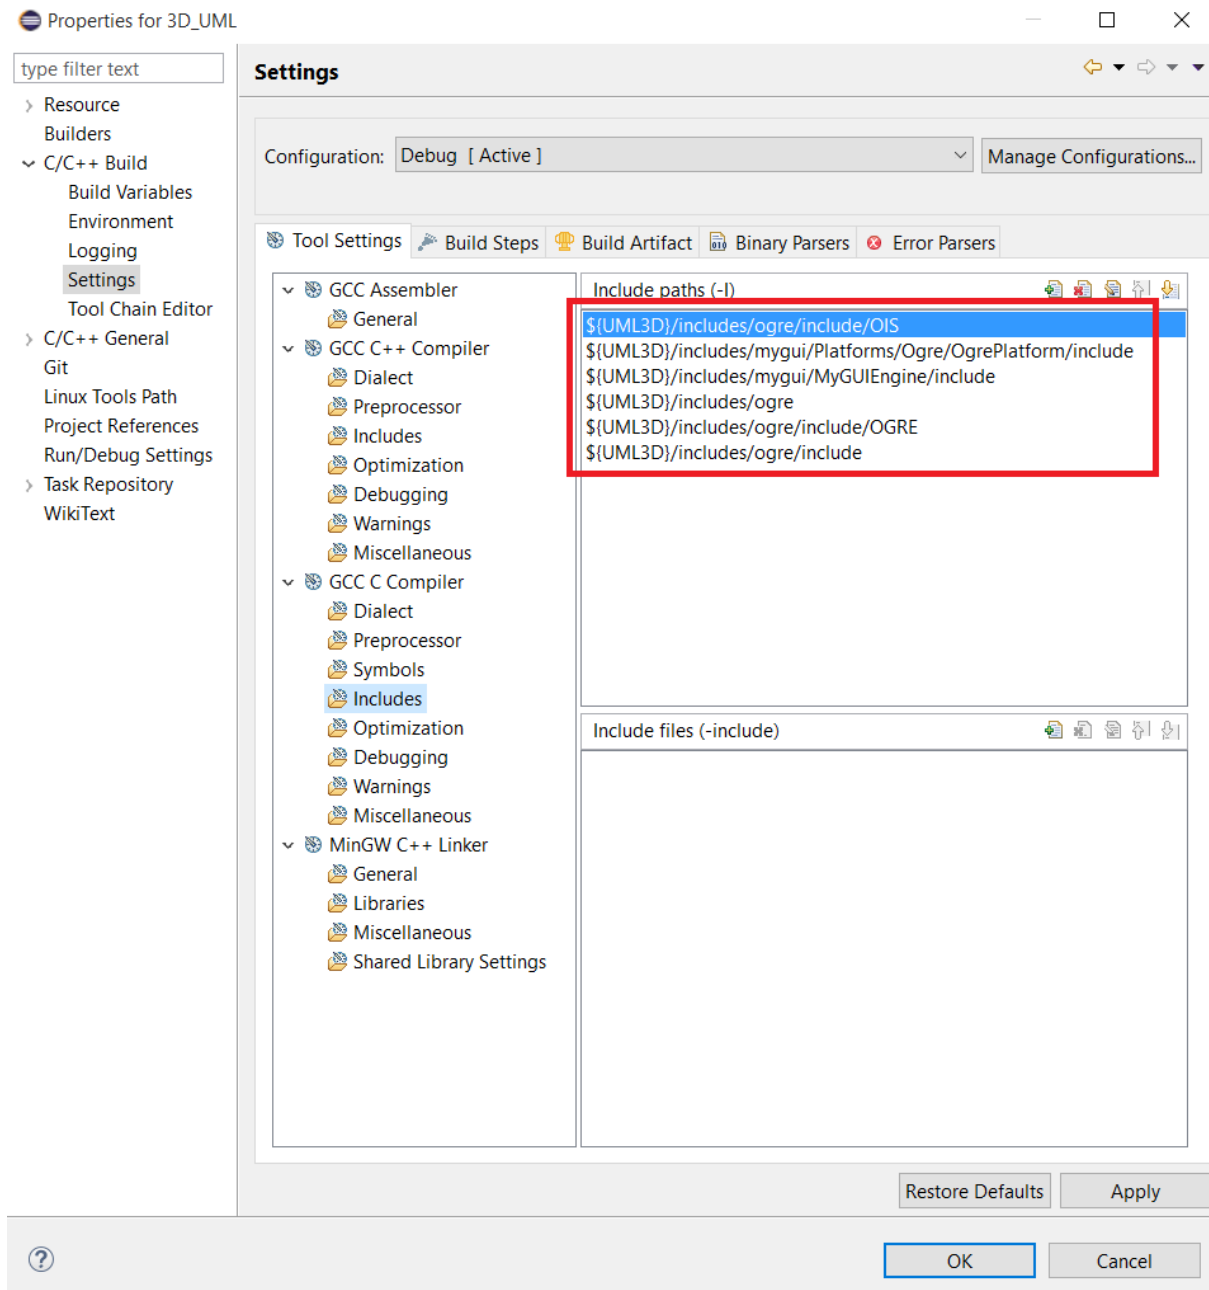 Properties for 3D_UML
type filter text
Resource
Builders
C/C++ Build
Build Variables
Environment
Logging
Settings
Tool Chain Editor
C/C++ General
Git
Linux Tools Path
Project References
Run/Debug Settings
Task Repository
WikiText
Settings
Configuration: Debug [ Active ] Manage Configurations...
Tool Settings Build Steps Build Artifact Binary Parsers Error Parsers
GCC Assembler
General
GCC C++ Compiler
Dialect
Preprocessor
Includes
Optimization
Debugging
Warnings
Miscellaneous
GCC C Compiler
Dialect
Preprocessor
Symbols
Includes
Optimization
Debugging
Warnings
Miscellaneous
MinGW C++ Linker
General
Libraries
Miscellaneous
Shared Library Settings
Include paths (-I)
${UML3D}/includes/ogre/include/OIS
${UML3D}/includes/mygui/Platforms/Ogre/OgrePlatform/include
${UML3D}/includes/mygui/MyGUIEngine/include
${UML3D}/includes/ogre
${UML3D}/includes/ogre/include/OGRE
${UML3D}/includes/ogre/include
Include files (-include)
Restore Defaults Apply
? OK Cancel